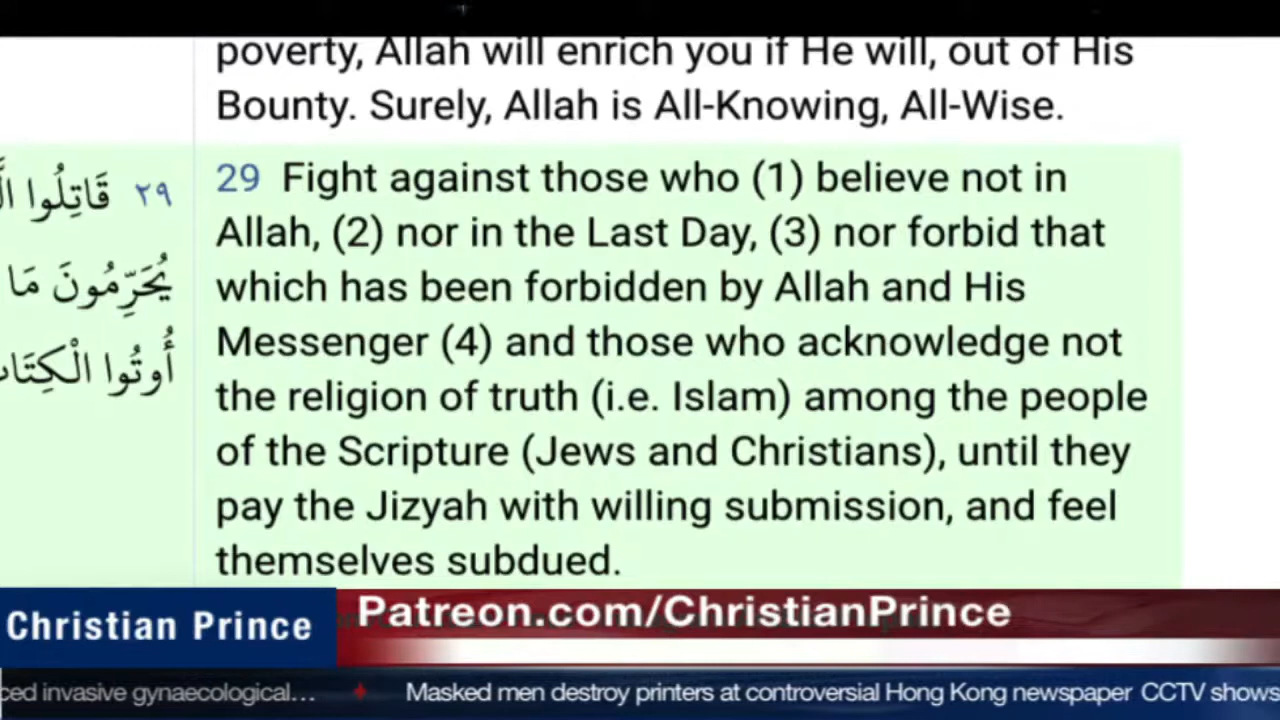 poverty, Allah will enrich you if He will, out of His
Bounty. Surely, Allah is All-Knowing, All-Wise.
29 Fight against those who (1) believe not in
Allah, (2) nor in the Last Day, (3) nor forbid that
which has been forbidden by Allah and His
Messenger (4) and those who acknowledge not
the religion of truth (i.e. Islam) among the people
of the Scripture (Jews and Christians), until they
pay the Jizyah with willing submission, and feel
themselves subdued.
٢٩ قَاتِلُوا
يُحَرِّمُونَ مَا
أُوتُوا
Christian Prince
Patreon.com/ChristianPrince
invasive gynaecological... ♦ Masked men destroy printers at controversial Hong Kong newspaper CCTV shows